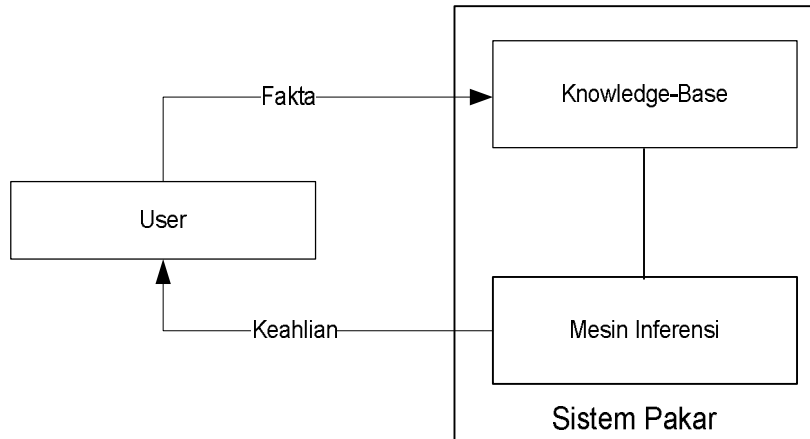 Fakta
Knowledge-Base
User
Keahlian
Mesin Inferensi
Sistem Pakar